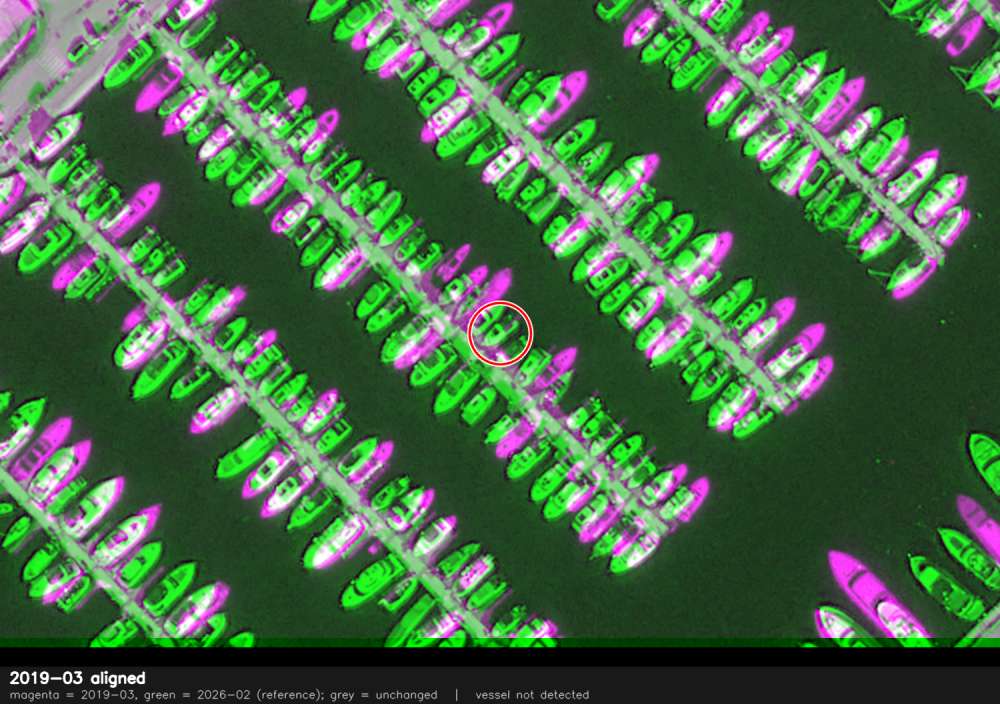 2019-03 aligned
magenta = 2019-03, green = 2026-02 (reference); grey = unchanged | vessel not detected